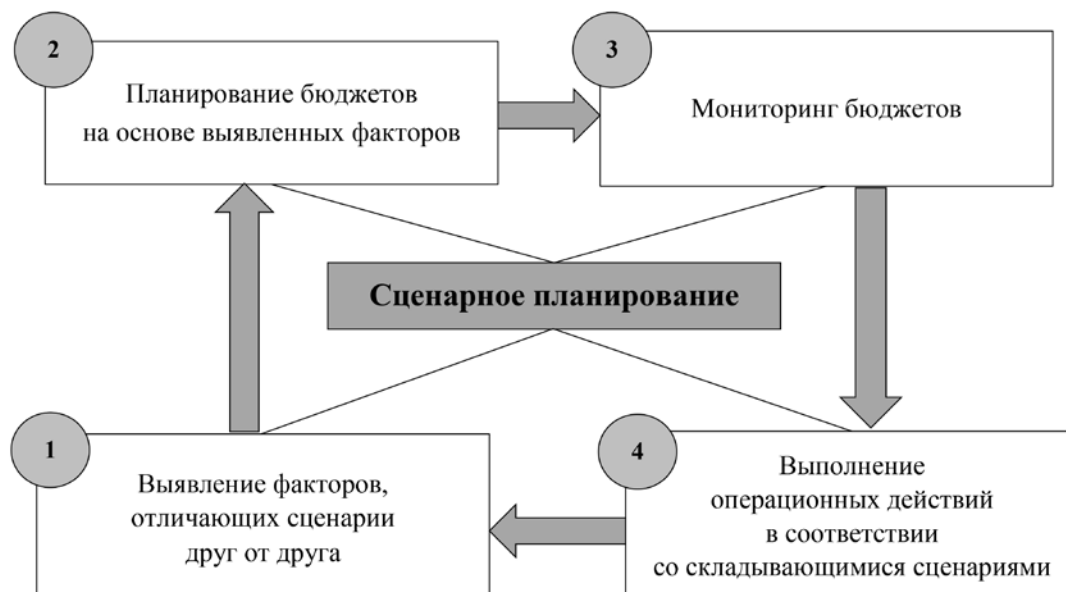 2
Планирование бюджетов
на основе выявленных факторов
3
Мониторинг бюджетов
Сценарное планирование
1
Выявление факторов,
отличающих сценарии
друг от друга
4
Выполнение
операционных действий
в соответствии
со складывающимися сценариями